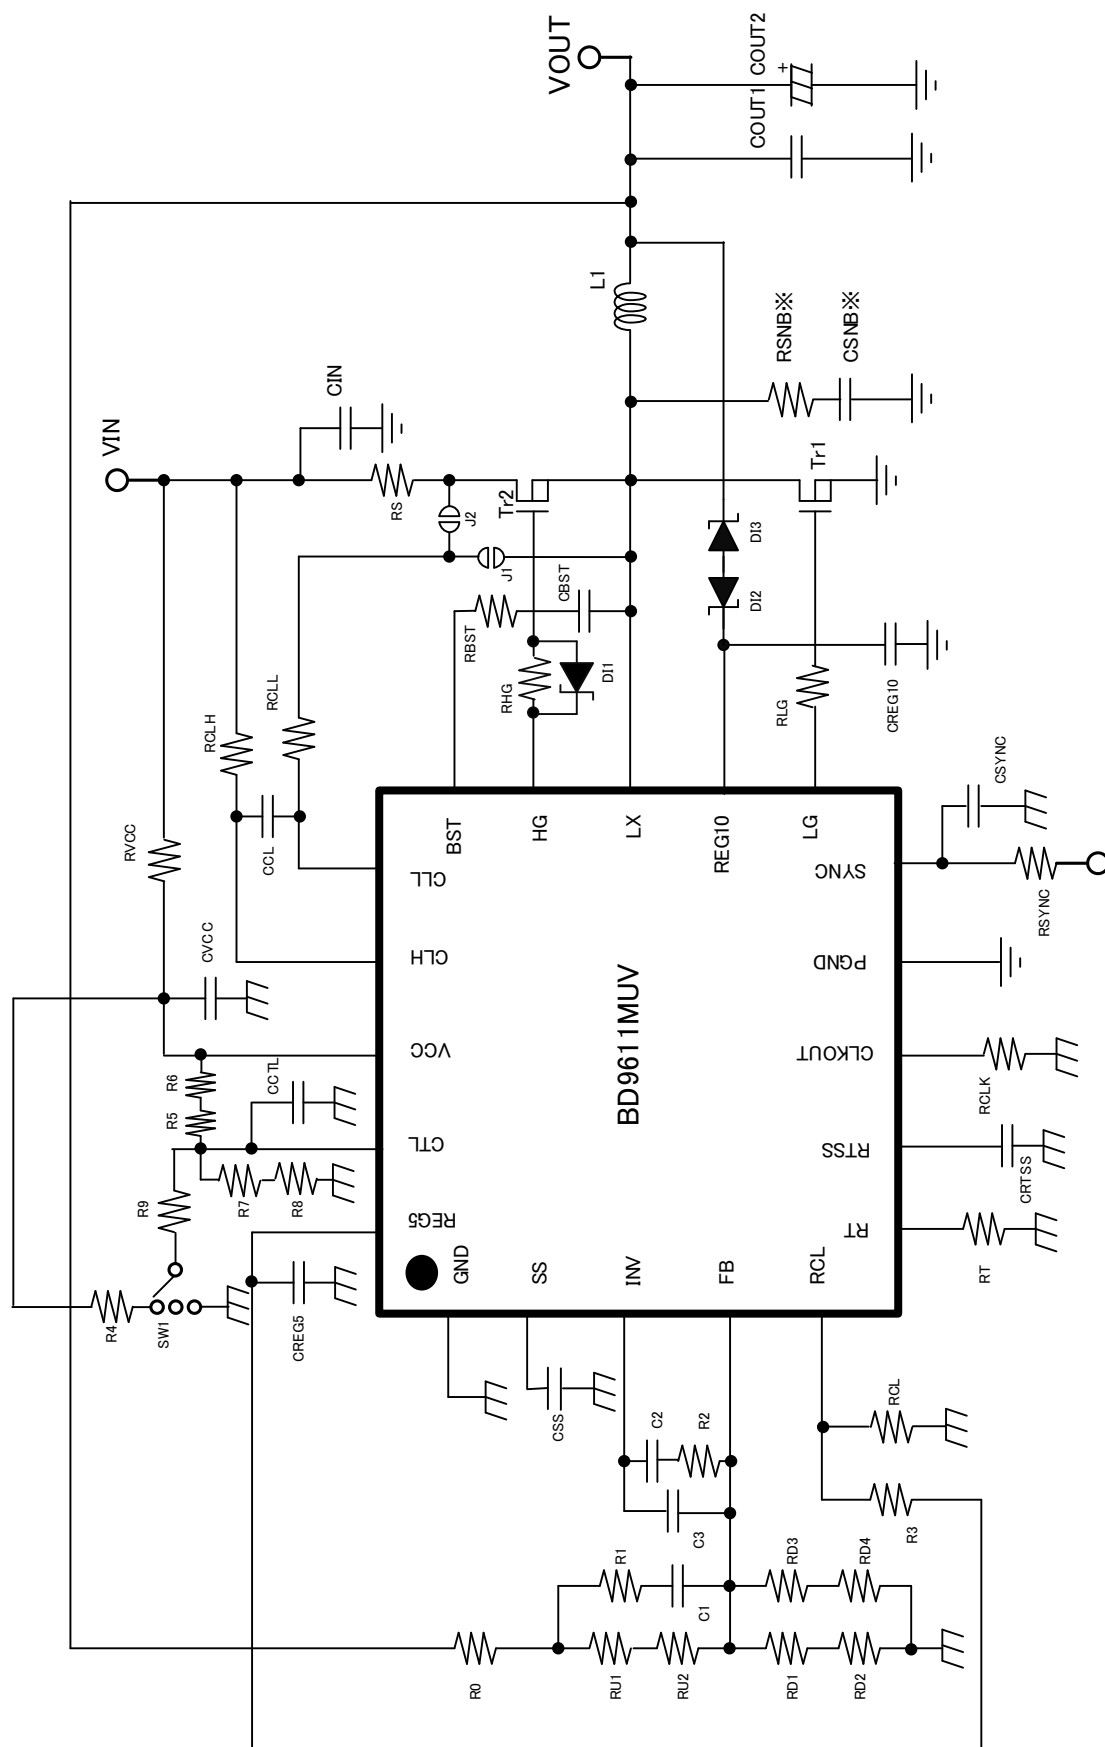 VOUT
COUT1 COUT2
+
L1
VIN
CIN
RSNB※
CSNB※
RS
J2
Tr2
Tr1
J1
CBST
DI3
RBST
DI2
RCLH
RCLL
RHG
DI1
RLG
CREG10
CSYNC
RVCC
CCL
BST
HG
LX
REG10
LG
CLL
SYNC
RSYNC
CVCC
CLH
PGND
BD9611MUV
VCC
CLKOUT
R6
CCTL
RCLK
R5
CTL
RTSS
CRTSS
R9
R7
R8
REG5
RT
RT
GND
SS
INV
FB
RCL
R4
SW1
CREG5
CSS
C2
R2
RCL
C3
R3
R1
C1
RD3
RD4
R0
RU1
RU2
RD1
RD2